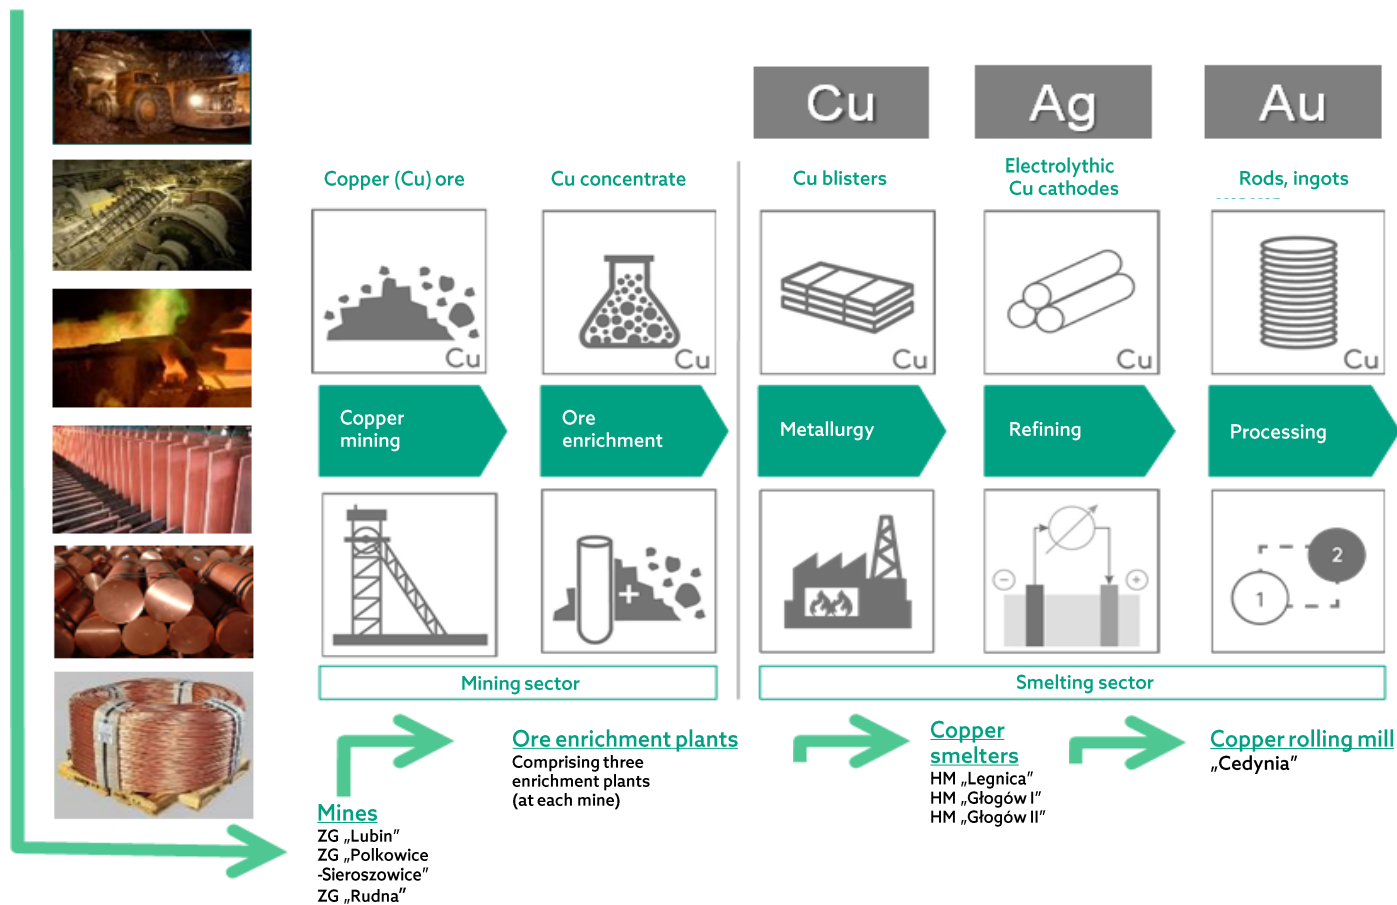 Cu
Ag
Au
Copper (Cu) ore
Cu concentrate
Cu blisters
Electrolythic
Cu cathodes
Rods, ingots
Cu
Cu
Cu
Cu
Cu
Copper
mining
Ore
enrichment
Metallurgy
Refining
Processing
+
−
+
1
2
Mining sector
Smelting sector
Mines
ZG „Lubin”
ZG „Polkowice
-Sieroszowice”
ZG „Rudna”
Ore enrichment plants
Comprising three
enrichment plants
(at each mine)
Copper
smelters
HM „Legnica”
HM „Głogów I”
HM „Głogów II”
Copper rolling mill
„Cedynia”